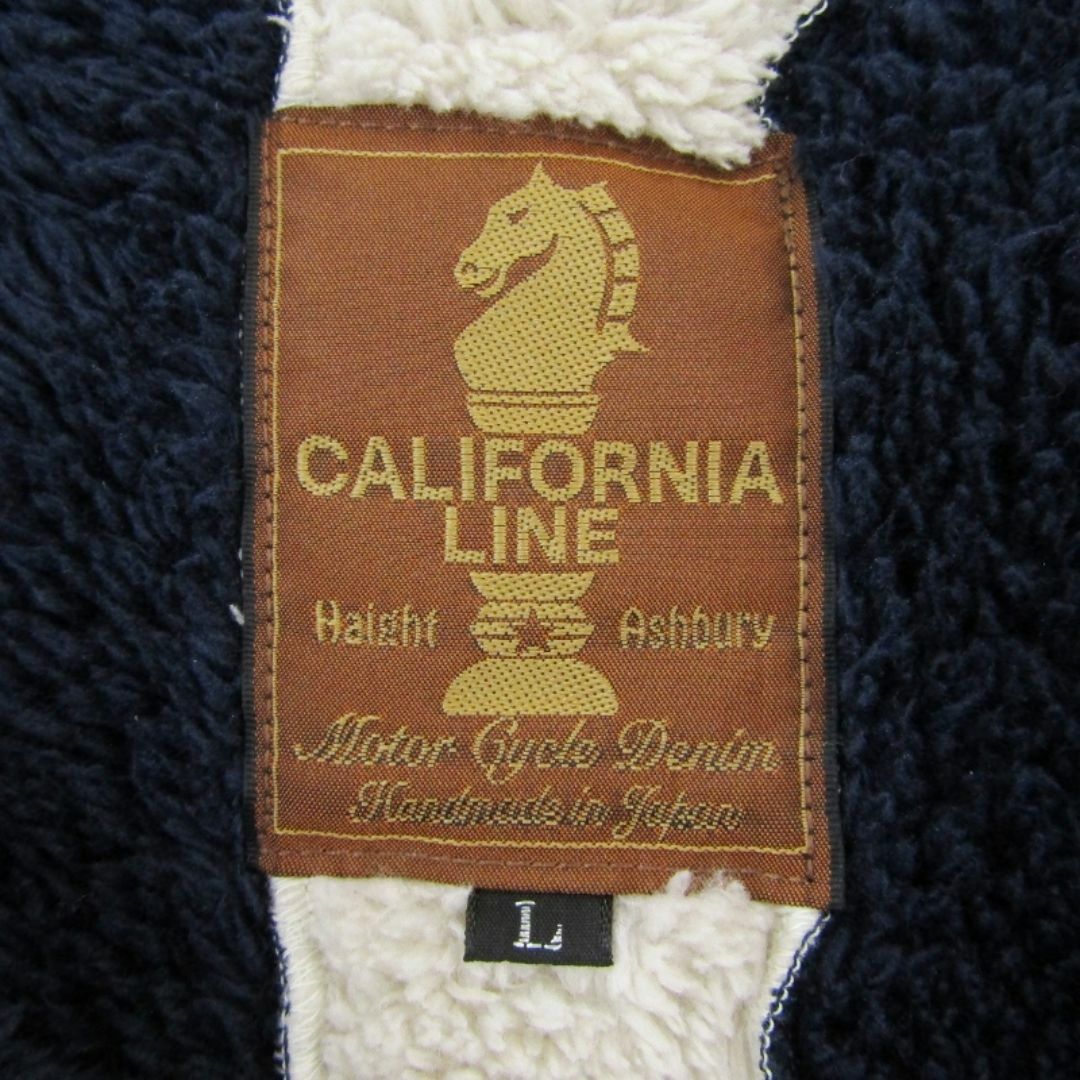 CALIFORNIA
LINE
Haight Ashbury
Motor Cycle Denim
Handmade in Japan
L